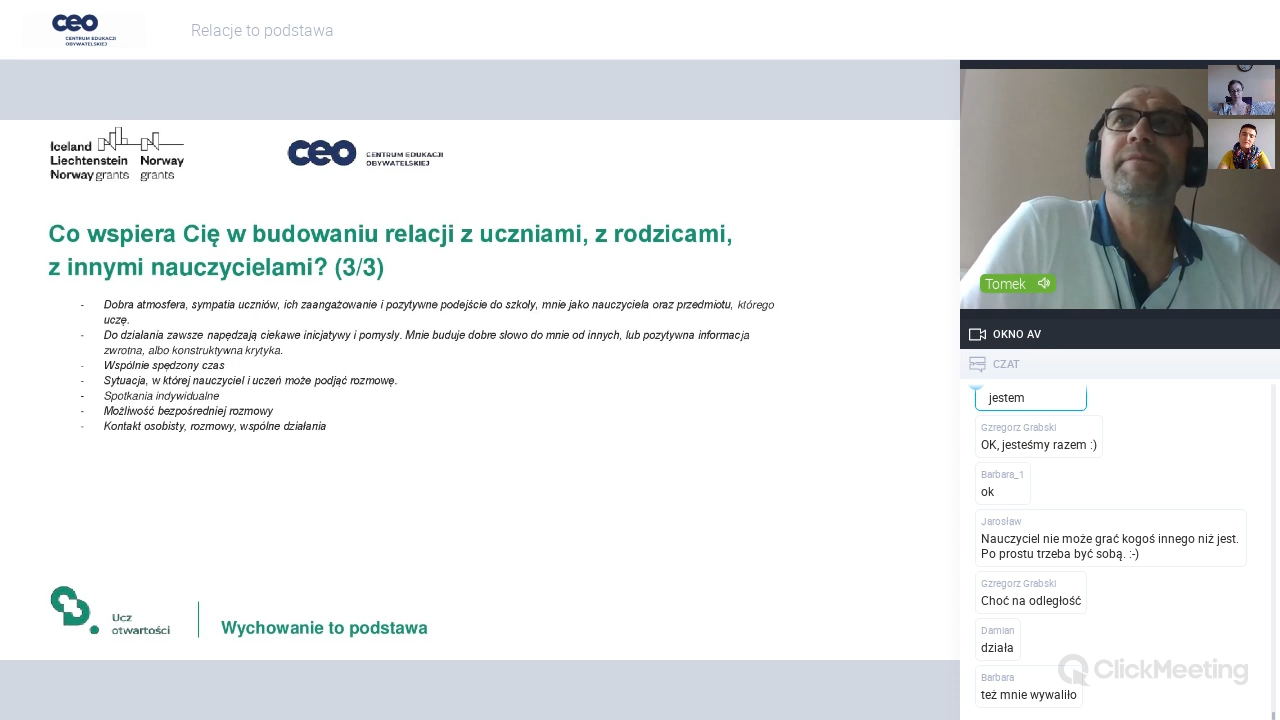 ceo
CENTRUM EDUKACJI
OBYWATELSKIEJ
Relacje to podstawa
Iceland
Liechtenstein
Norway grants
Norway
grants
ceo
CENTRUM EDUKACJI
OBYWATELSKIEJ
Co wspiera Cię w budowaniu relacji z uczniami, z rodzicami,
z innymi nauczycielami? (3/3)
- Dobra atmosfera, sympatia uczniów, ich zaangażowanie i pozytywne podejście do szkoły, mnie jako nauczyciela oraz przedmiotu, którego
uczę.
- Do działania zawsze napędzają ciekawe inicjatywy i pomysły. Mnie buduje dobre słowo do mnie od innych, lub pozytywna informacja
zwrotna, albo konstruktywna krytyka.
- Wspólnie spędzony czas
- Sytuacja, w której nauczyciel i uczeń może podjąć rozmowę.
- Spotkania indywidualne
- Możliwość bezpośredniej rozmowy
- Kontakt osobisty, rozmowy, wspólne działania
Ucz
otwartości
Wychowanie to podstawa
Tomek
OKNO AV
CZAT
jestem
Gzregorz Grabski
OK, jesteśmy razem :)
Barbara_1
ok
Jarosław
Nauczyciel nie może grać kogoś innego niż jest.
Po prostu trzeba być sobą. :-)
Gzregorz Grabski
Choć na odległość
Damian
działa
Barbara
też mnie wywaliło
ClickMeeting